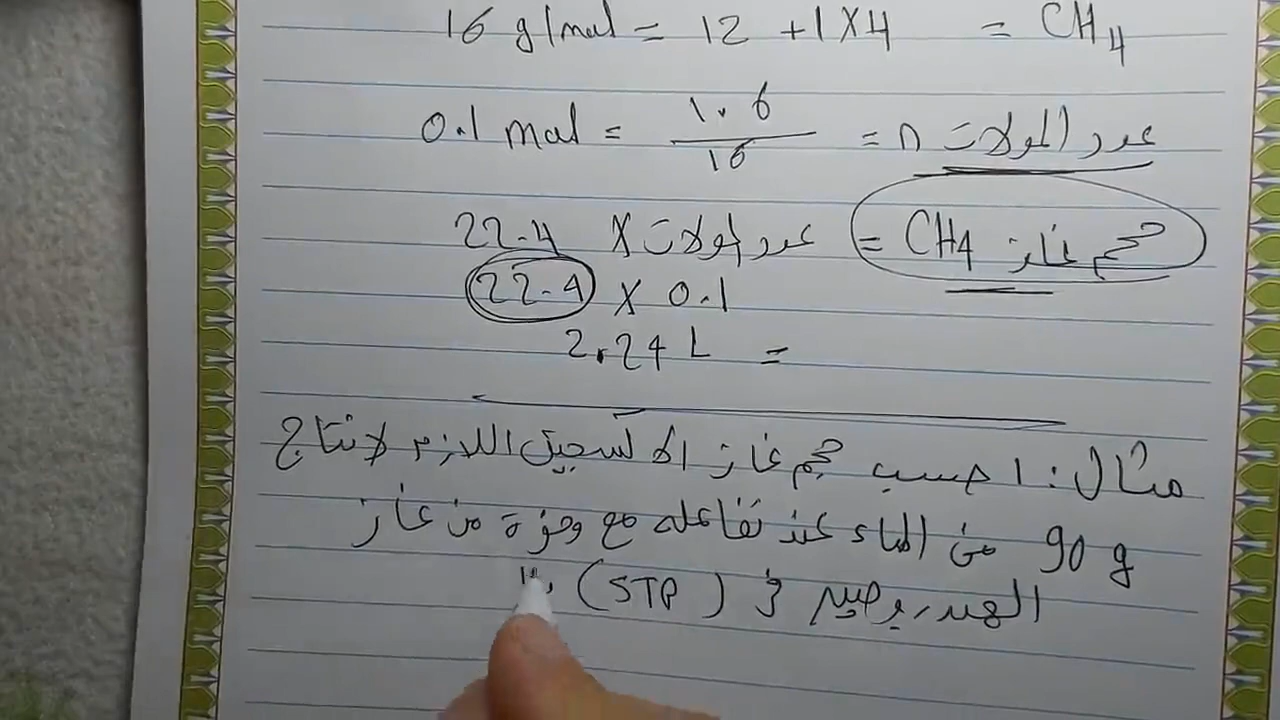 16 g/mol = 12 + 1 × 4 = CH4
عدد المولات n = 1.6 / 16 = 0.1 mol
حجم غاز CH4 = عدد المولات × 22.4
22.4 × 0.1
= 2.24 L
مثال: احسب حجم غاز الاكسجين اللازم لانتاج
90 g من الماء عند تفاعله مع وفرة من غاز
الهيدروجين في (STP)